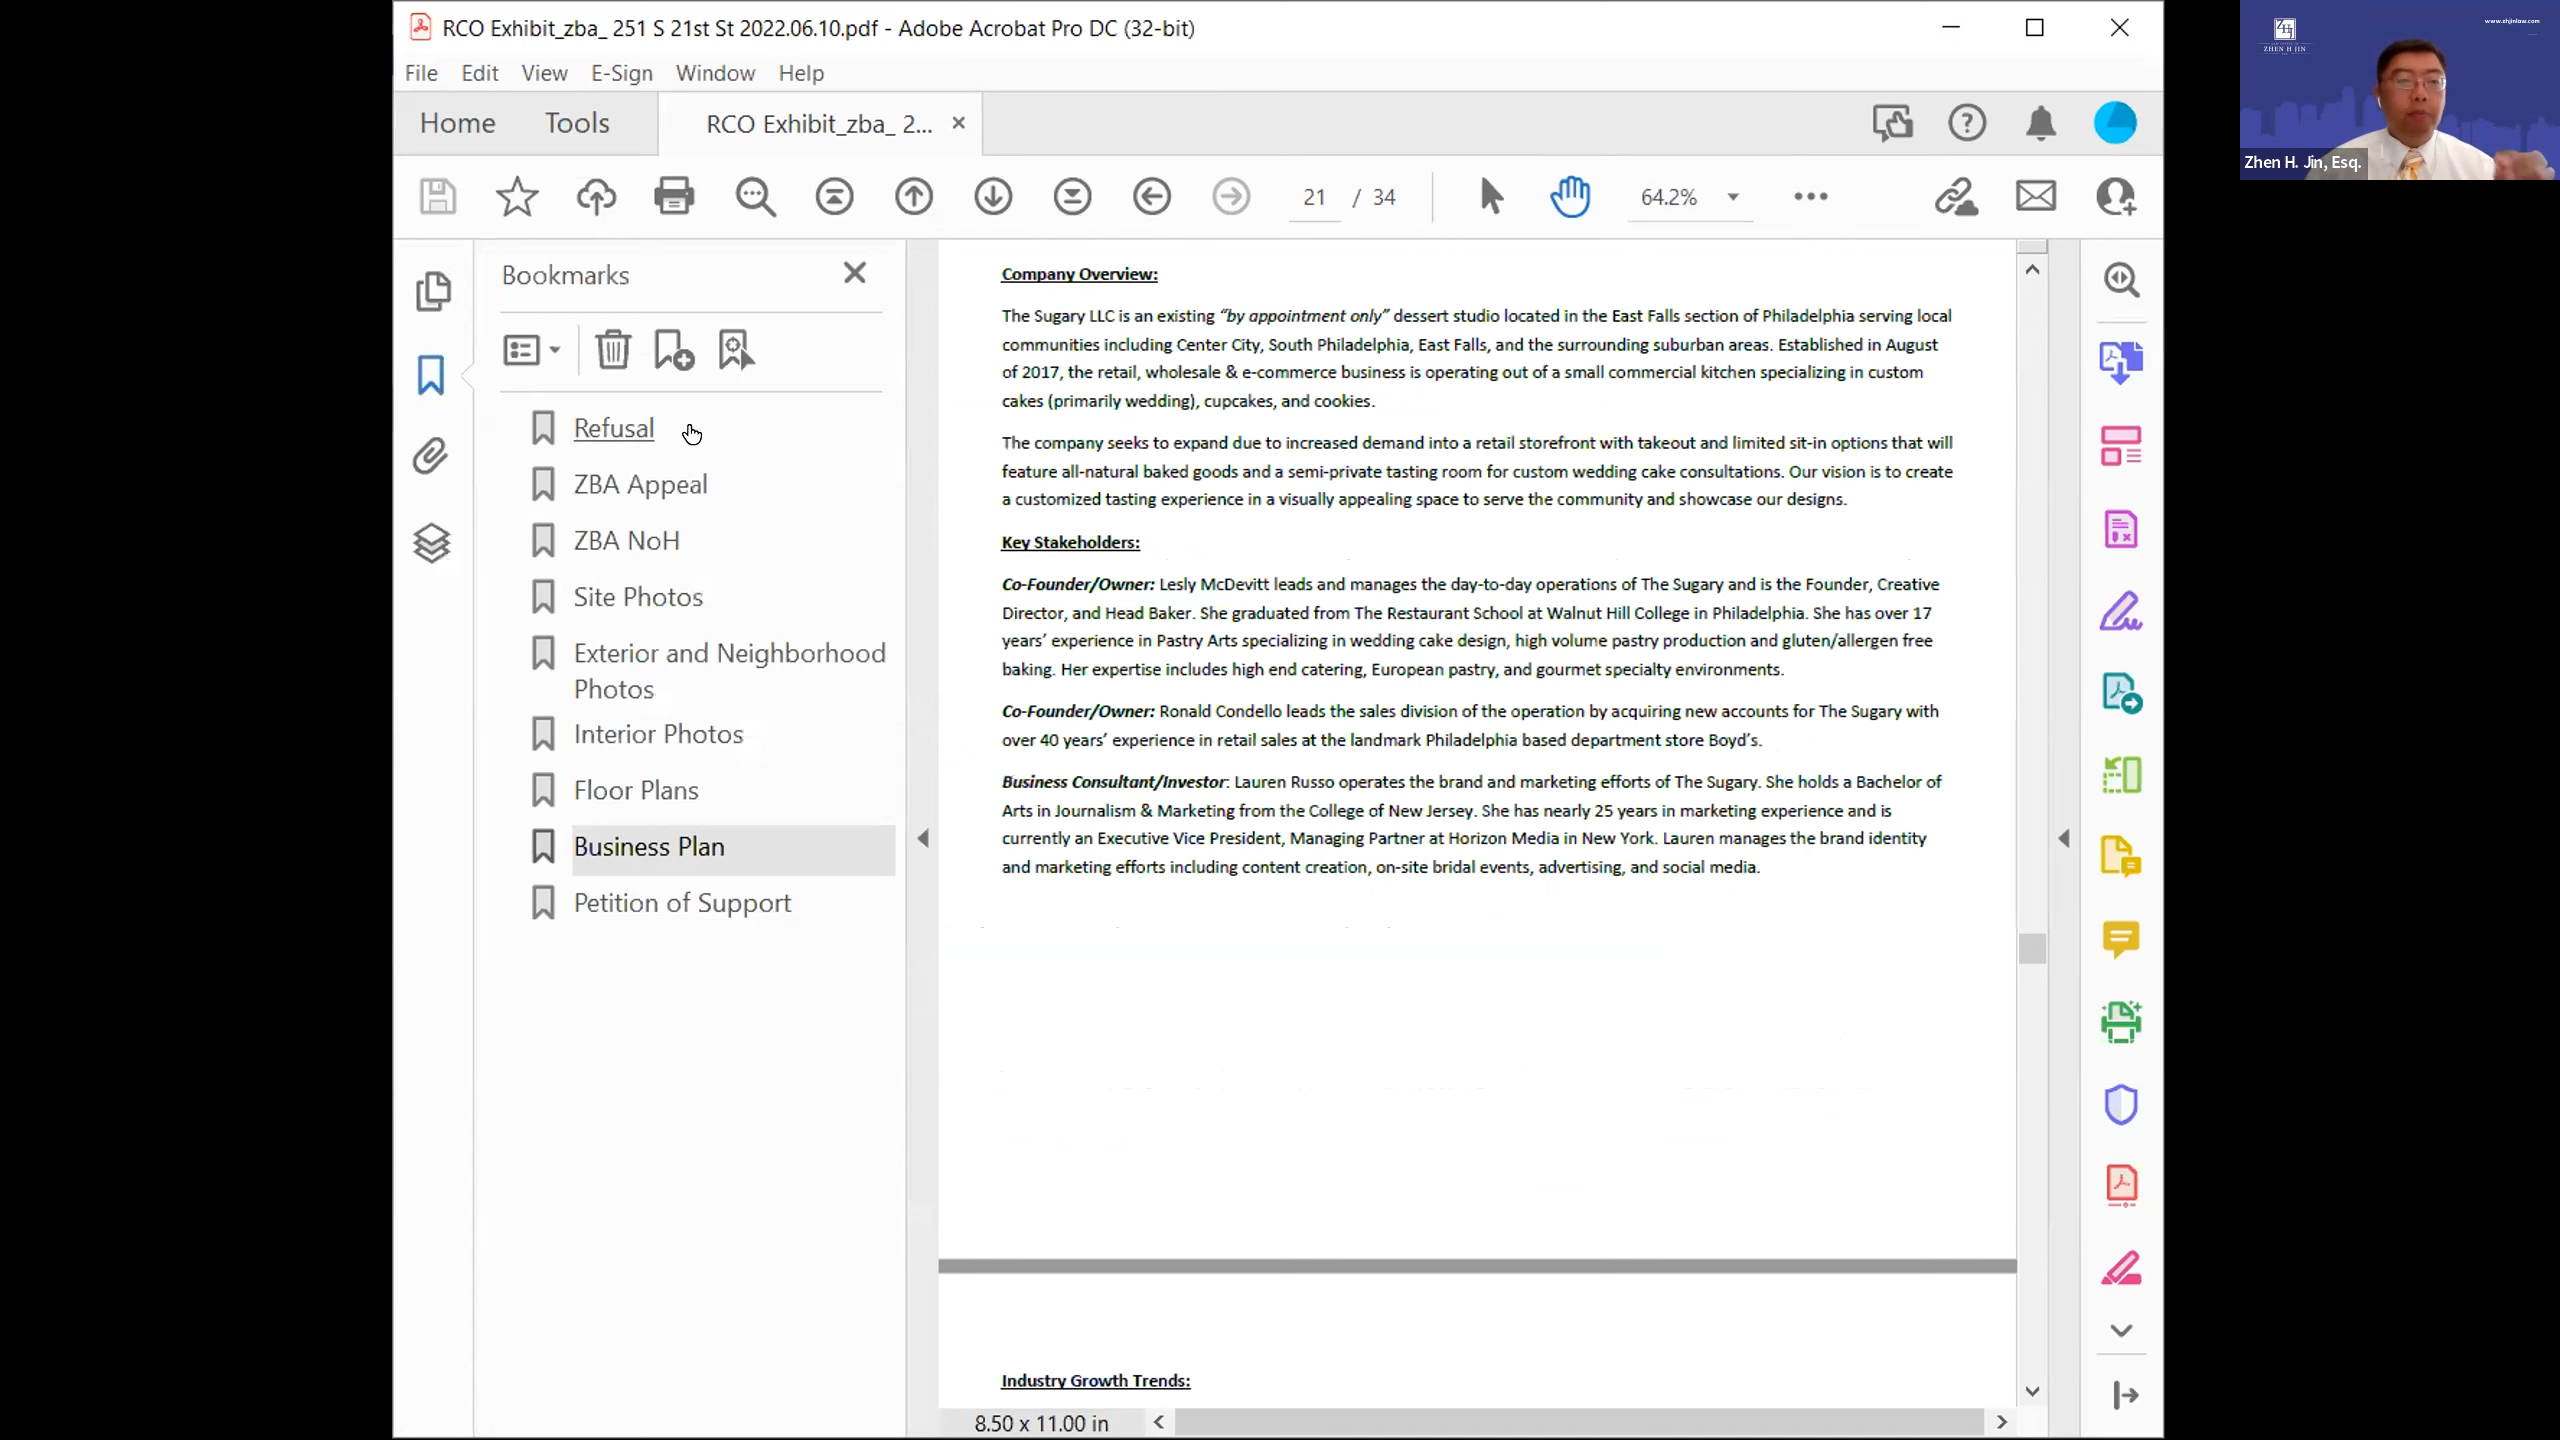 RCO Exhibit_zba_ 251 S 21st St 2022.06.10.pdf - Adobe Acrobat Pro DC (32-bit)
File Edit View E-Sign Window Help
Home Tools RCO Exhibit_zba_ 2...
21 / 34 64.2%
Bookmarks
Refusal
ZBA Appeal
ZBA NoH
Site Photos
Exterior and Neighborhood
Photos
Interior Photos
Floor Plans
Business Plan
Petition of Support
Company Overview:
The Sugary LLC is an existing “by appointment only” dessert studio located in the East Falls section of Philadelphia serving local
communities including Center City, South Philadelphia, East Falls, and the surrounding suburban areas. Established in August
of 2017, the retail, wholesale & e-commerce business is operating out of a small commercial kitchen specializing in custom
cakes (primarily wedding), cupcakes, and cookies.
The company seeks to expand due to increased demand into a retail storefront with takeout and limited sit-in options that will
feature all-natural baked goods and a semi-private tasting room for custom wedding cake consultations. Our vision is to create
a customized tasting experience in a visually appealing space to serve the community and showcase our designs.
Key Stakeholders:
Co-Founder/Owner: Lesly McDevitt leads and manages the day-to-day operations of The Sugary and is the Founder, Creative
Director, and Head Baker. She graduated from The Restaurant School at Walnut Hill College in Philadelphia. She has over 17
years’ experience in Pastry Arts specializing in wedding cake design, high volume pastry production and gluten/allergen free
baking. Her expertise includes high end catering, European pastry, and gourmet specialty environments.
Co-Founder/Owner: Ronald Condello leads the sales division of the operation by acquiring new accounts for The Sugary with
over 40 years’ experience in retail sales at the landmark Philadelphia based department store Boyd’s.
Business Consultant/Investor: Lauren Russo operates the brand and marketing efforts of The Sugary. She holds a Bachelor of
Arts in Journalism & Marketing from the College of New Jersey. She has nearly 25 years in marketing experience and is
currently an Executive Vice President, Managing Partner at Horizon Media in New York. Lauren manages the brand identity
and marketing efforts including content creation, on-site bridal events, advertising, and social media.
Industry Growth Trends:
8.50 x 11.00 in
ZHEN H JIN
www.zhjinlaw.com
Zhen H. Jin, Esq.